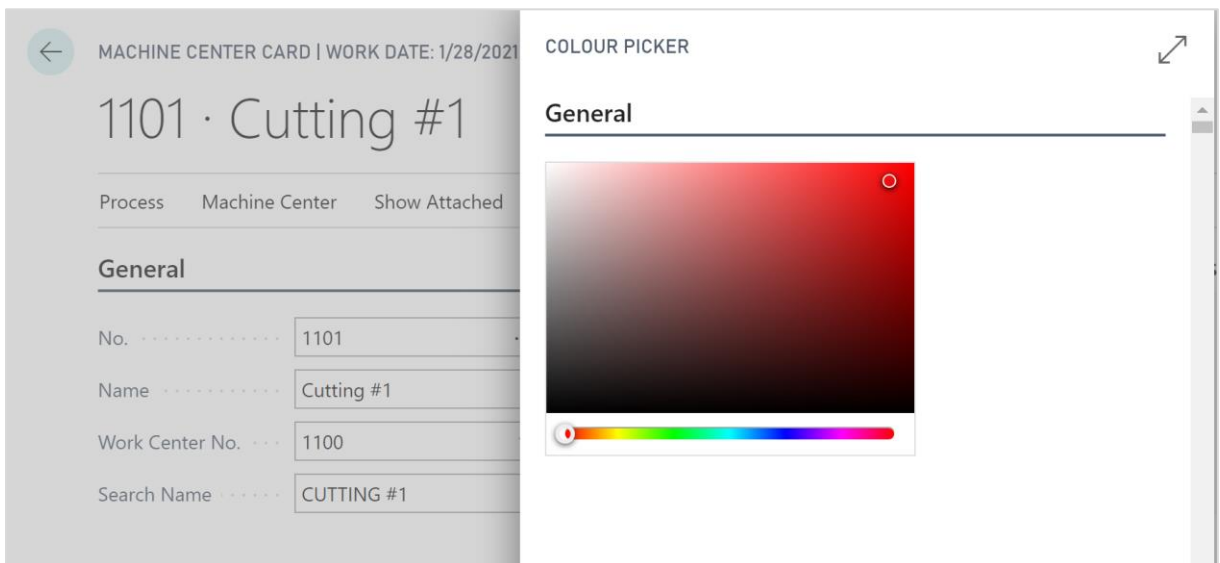 MACHINE CENTER CARD | WORK DATE: 1/28/2021
1101 · Cutting #1
Process Machine Center Show Attached
General
No. 1101
Name Cutting #1
Work Center No. 1100
Search Name CUTTING #1
COLOUR PICKER
General